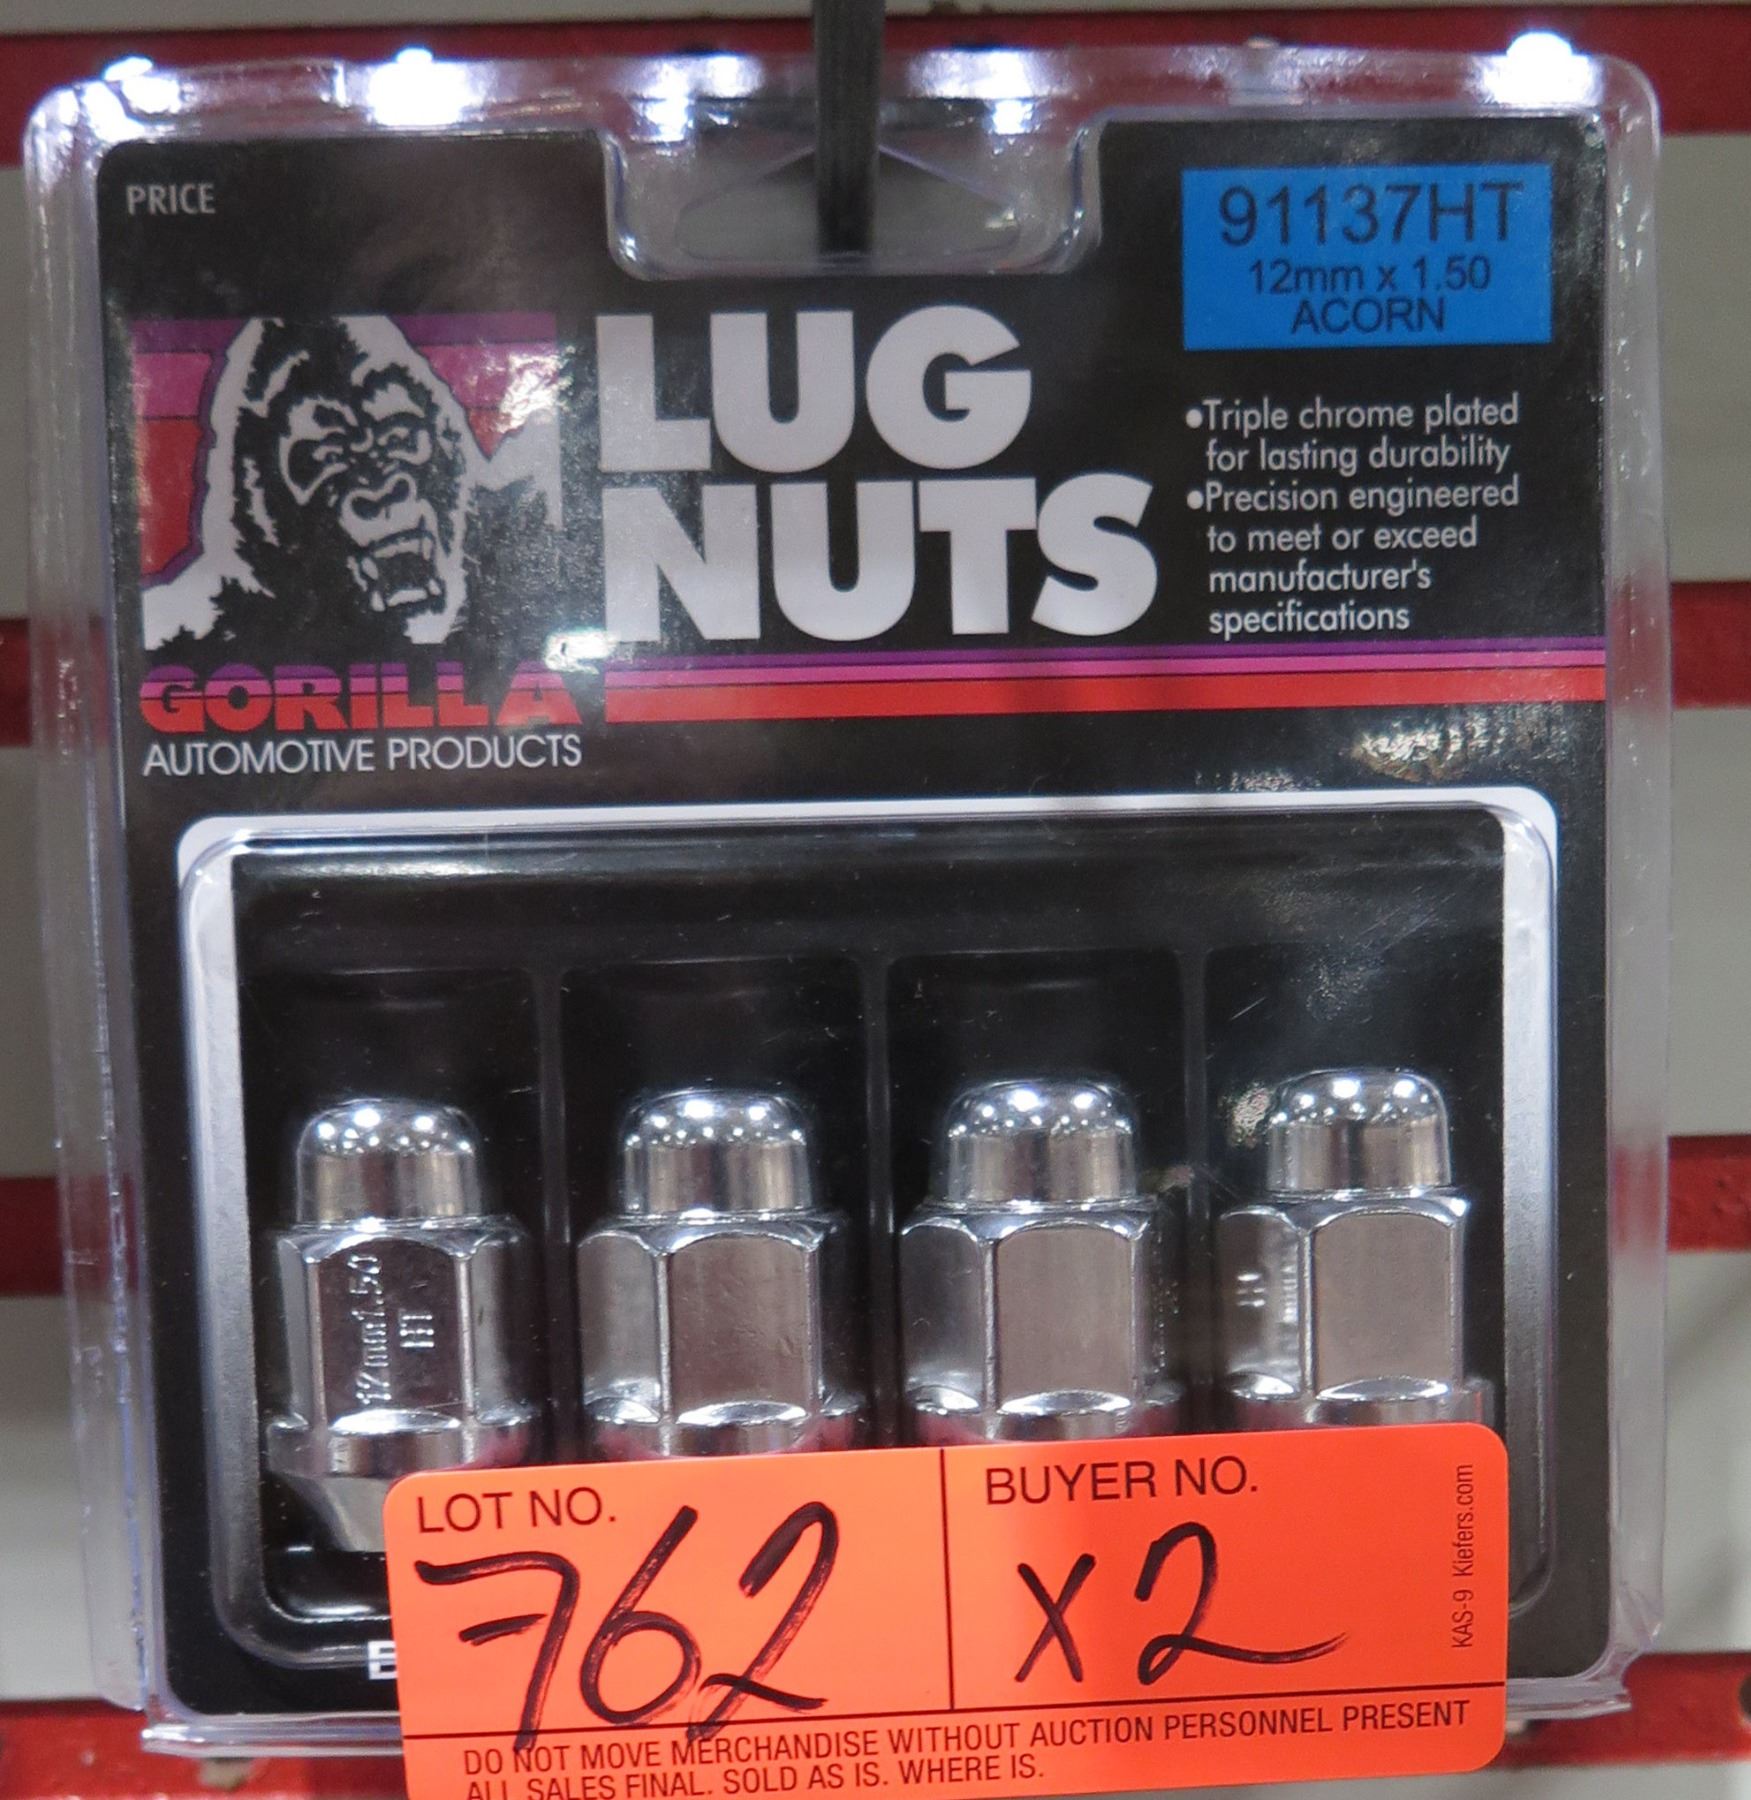 PRICE
91137HT
12mm x 1.50
ACORN
LUG
NUTS
•Triple chrome plated
for lasting durability
•Precision engineered
to meet or exceed
manufacturer's
specifications
GORILLA
AUTOMOTIVE PRODUCTS
12mm1.50
HT
LOT NO.
762
BUYER NO.
X2
KAS-9 Kiefers.com
DO NOT MOVE MERCHANDISE WITHOUT AUCTION PERSONNEL PRESENT
ALL SALES FINAL. SOLD AS IS. WHERE IS.